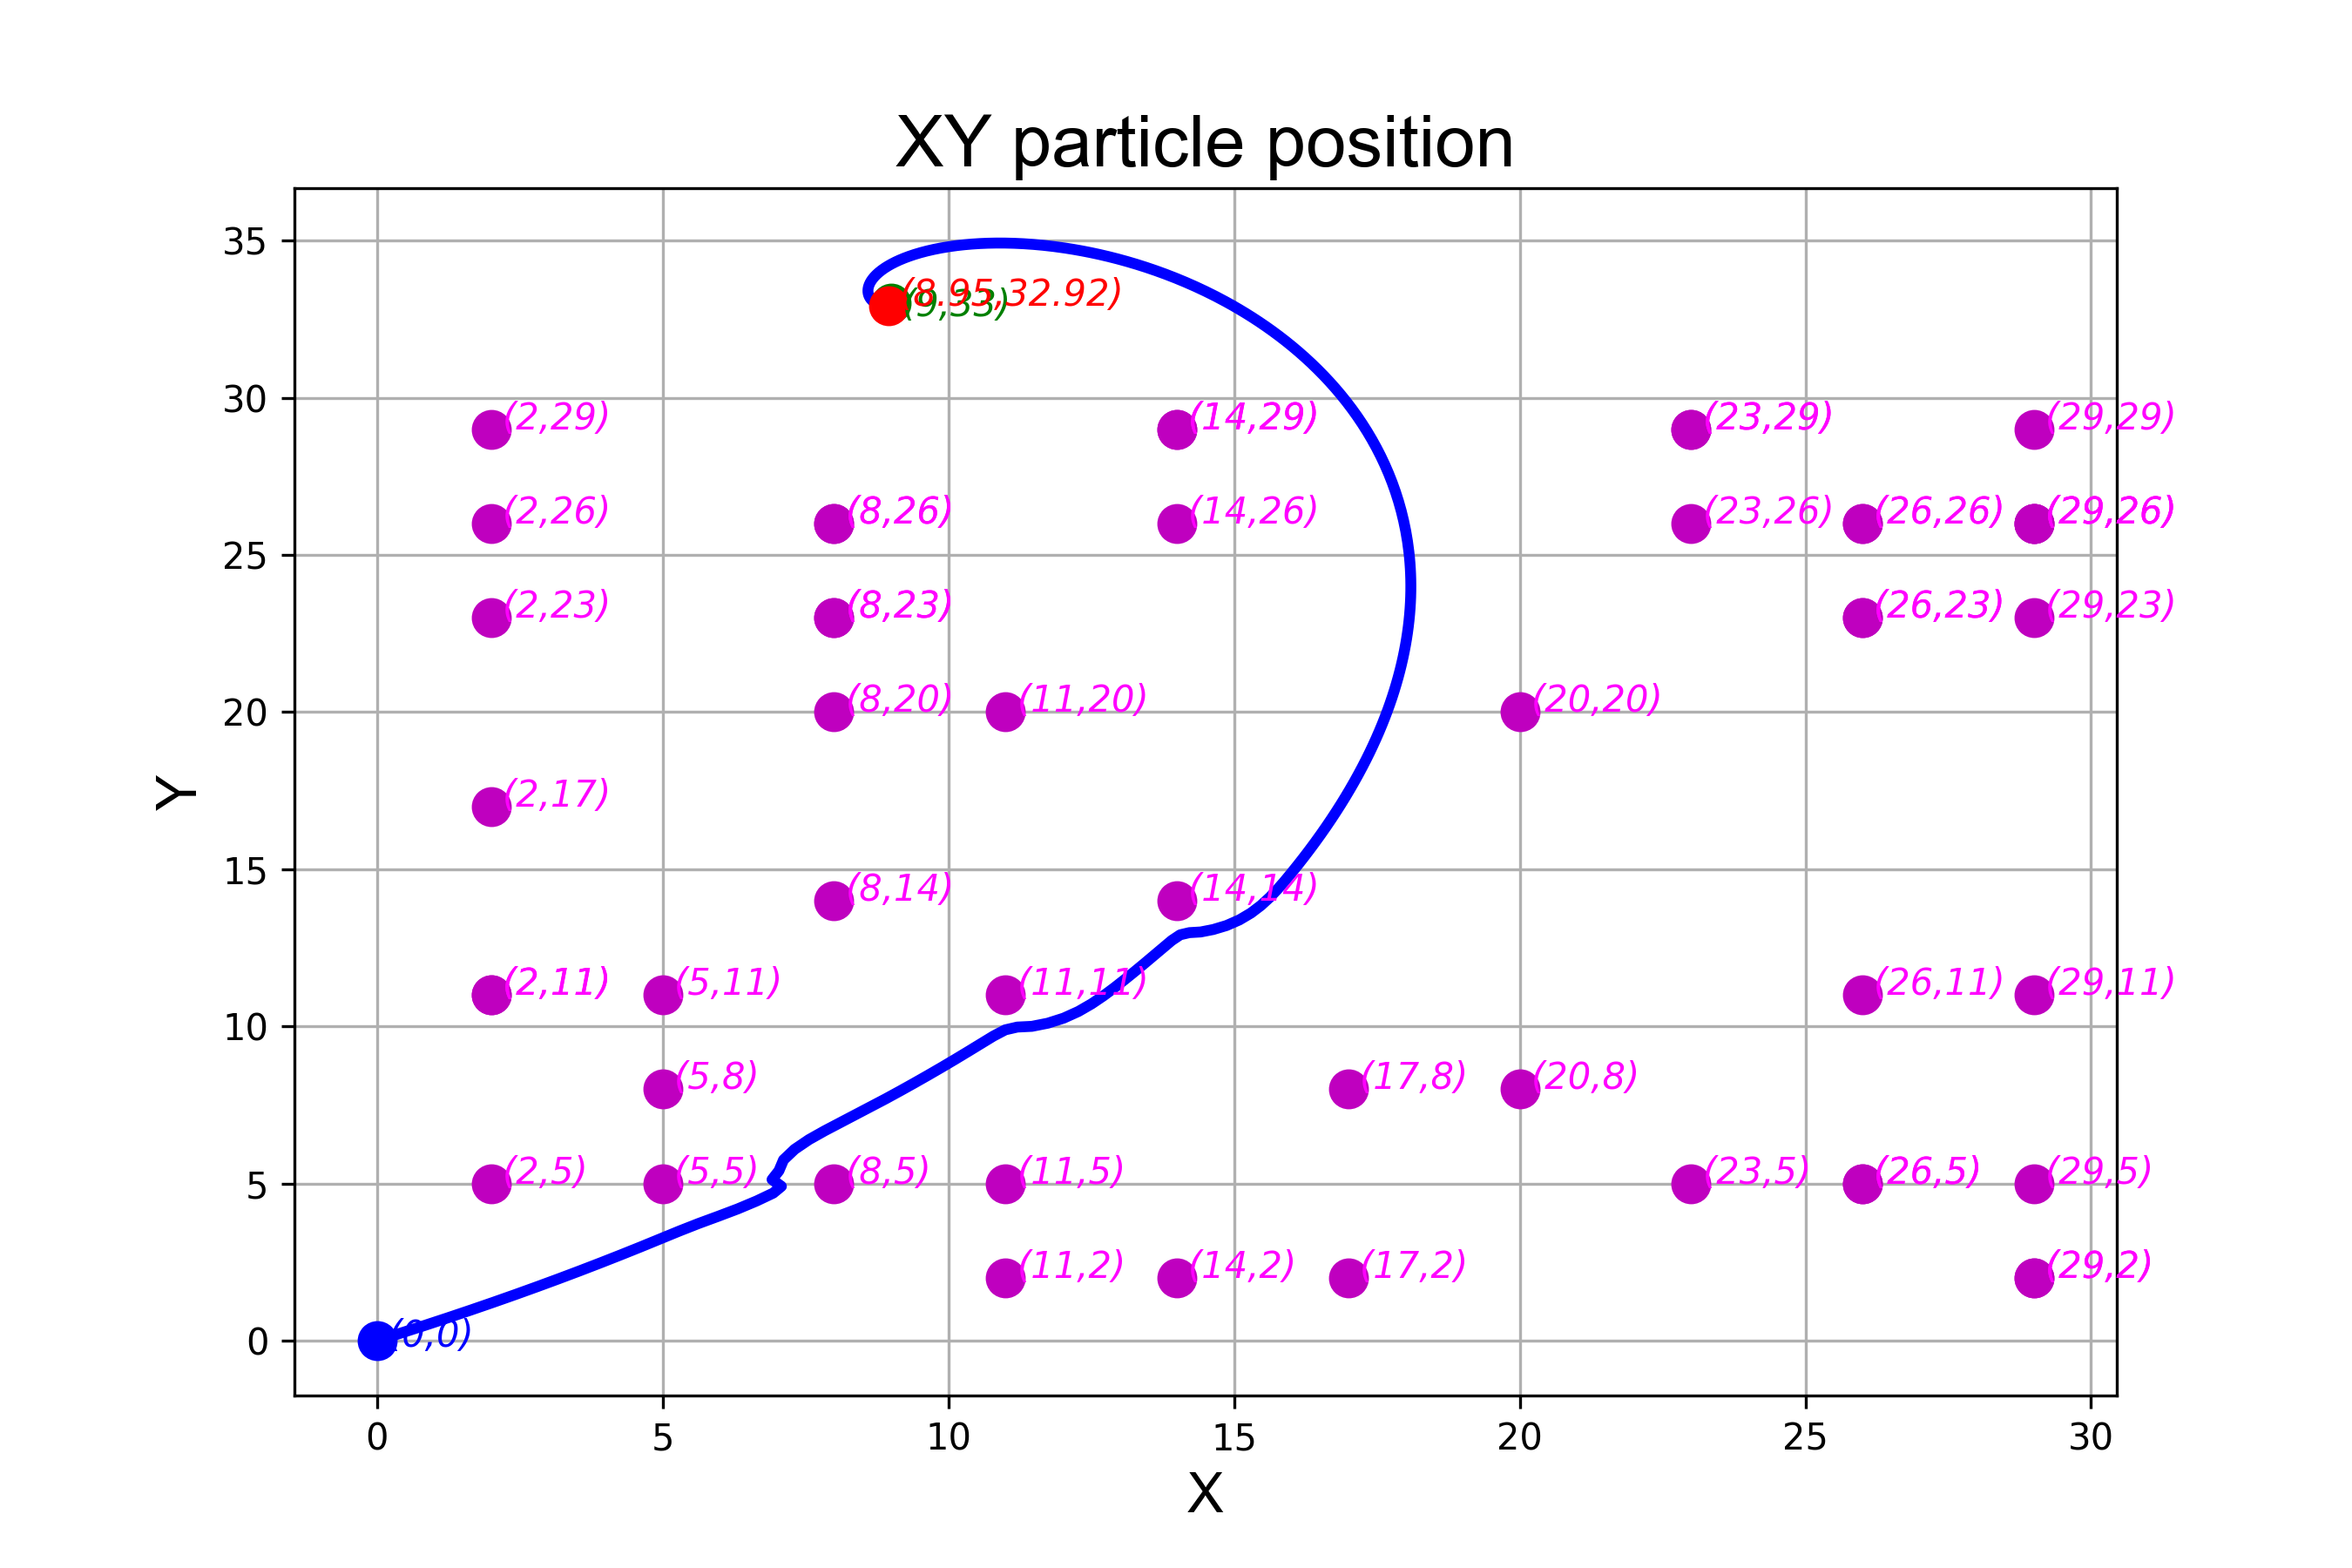 XY particle position
35
(8.95,32.92)
(9,33)
30
(2,29) (14,29) (23,29) (29,29)
(2,26) (8,26) (14,26) (23,26) (26,26) (29,26)
25
(2,23) (8,23) (26,23) (29,23)
20
(8,20) (11,20) (20,20)
Y
(2,17)
15
(8,14) (14,14)
(2,11) (5,11) (11,11) (26,11) (29,11)
10
(5,8) (17,8) (20,8)
5
(2,5) (5,5) (8,5) (11,5) (23,5) (26,5) (29,5)
(11,2) (14,2) (17,2) (29,2)
0
(0,0)
0 5 10 15 20 25 30
X